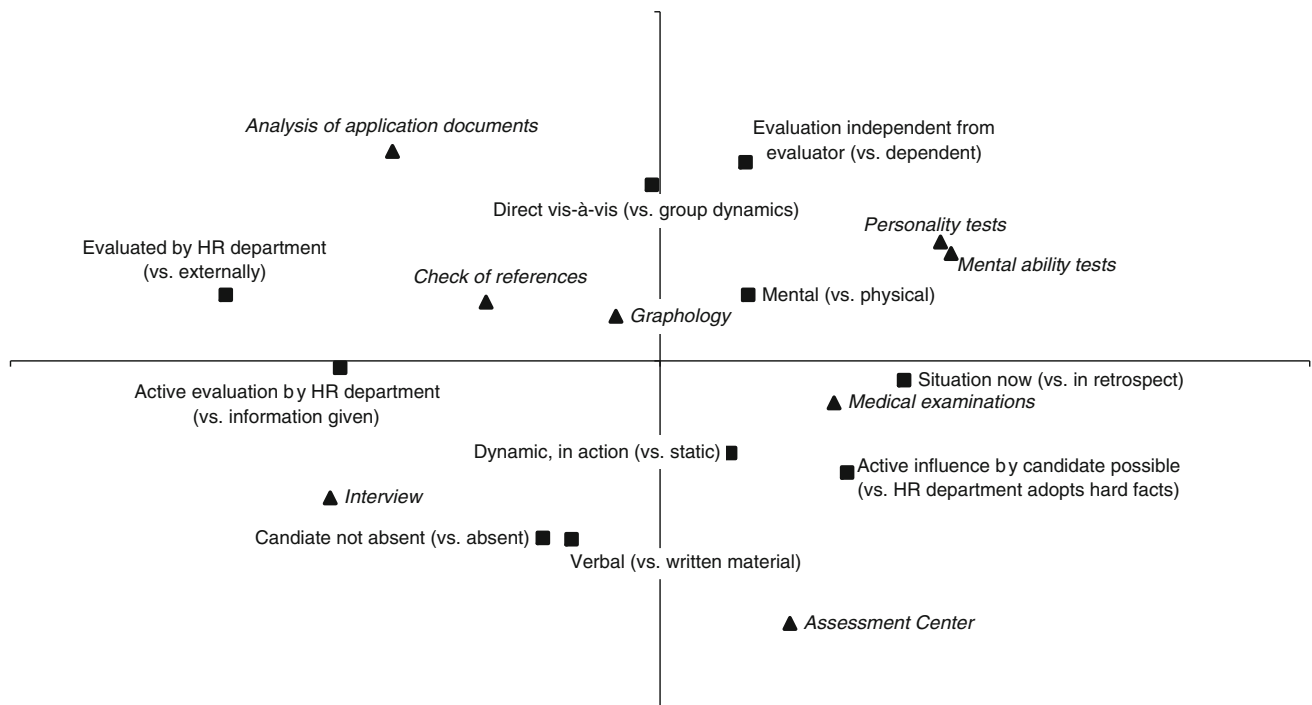 Analysis of application documents
Evaluation independent from
evaluator (vs. dependent)
Direct vis-à-vis (vs. group dynamics)
Personality tests
Mental ability tests
Evaluated by HR department
(vs. externally)
Check of references
Mental (vs. physical)
Graphology
Active evaluation by HR department
(vs. information given)
Situation now (vs. in retrospect)
Medical examinations
Dynamic, in action (vs. static)
Active influence by candidate possible
(vs. HR department adopts hard facts)
Interview
Candiate not absent (vs. absent)
Verbal (vs. written material)
Assessment Center